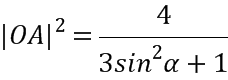 |OA|² = 4 / (3sin²α + 1)